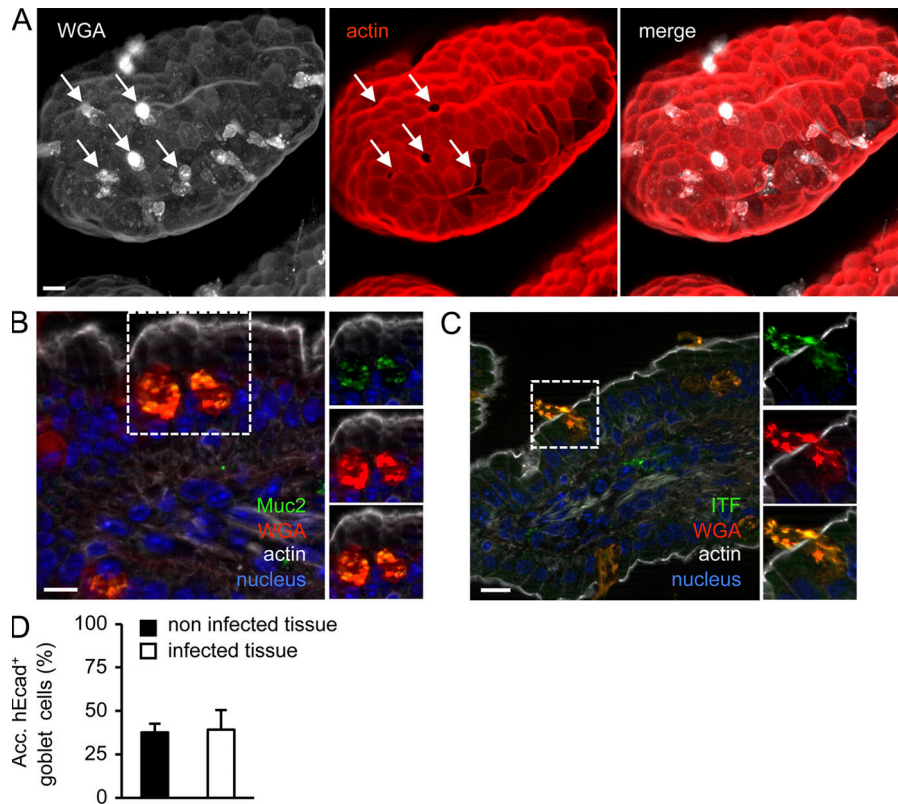 A
WGA
actin
merge
B
Muc2
WGA
actin
nucleus
C
ITF
WGA
actin
nucleus
D
Acc. hEcad⁺
goblet cells (%)
100
75
50
25
0
non infected tissue
infected tissue